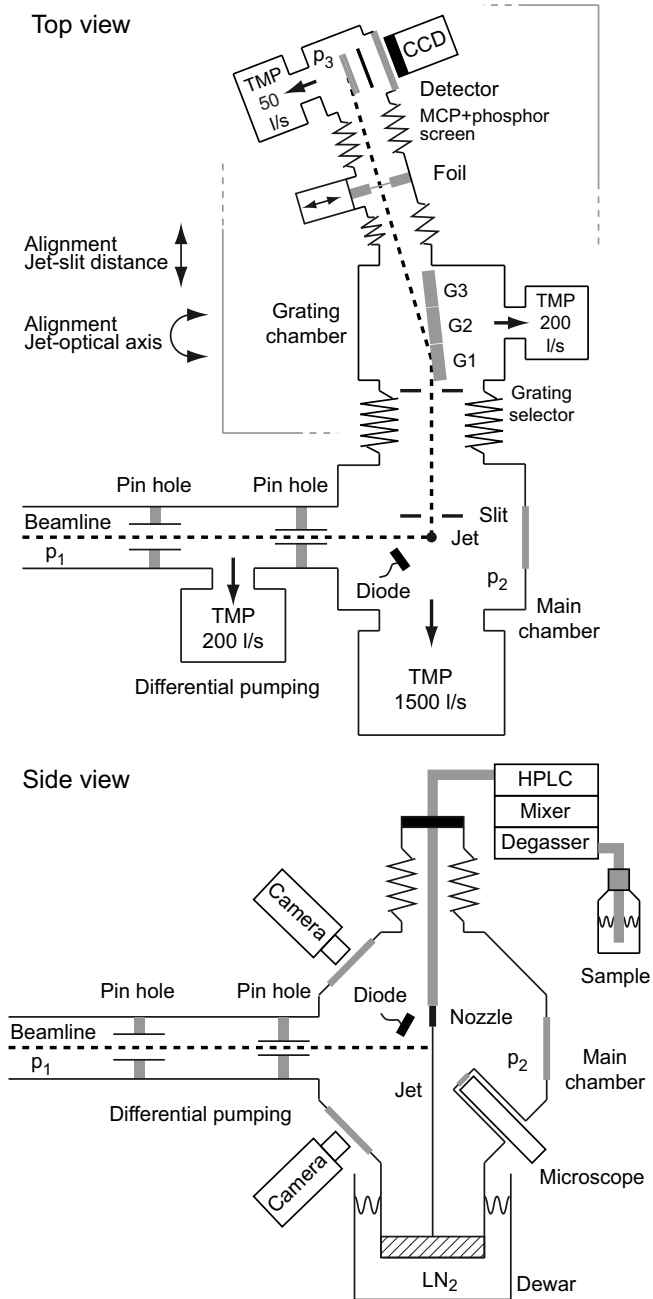 Top view
CCD
p3
TMP
50
l/s
Detector
MCP+phosphor
screen
Foil
Alignment
Jet-slit distance
Grating
chamber
G3
G2
G1
TMP
200
l/s
Alignment
Jet-optical axis
Grating
selector
Pin hole
Pin hole
Beamline
p1
Slit
Jet
Diode
p2
Main
chamber
TMP
200 l/s
Differential pumping
TMP
1500 l/s
Side view
HPLC
Mixer
Degasser
Camera
Sample
Pin hole
Pin hole
Diode
Nozzle
Beamline
p1
p2
Main
chamber
Jet
Differential pumping
Camera
Microscope
LN2
Dewar